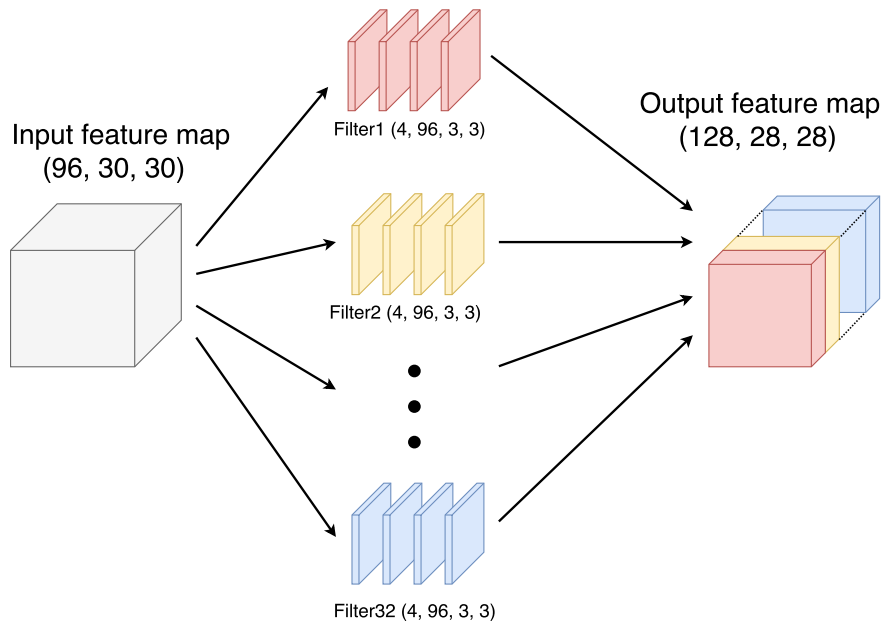 Input feature map
(96, 30, 30)
Filter1 (4, 96, 3, 3)
Filter2 (4, 96, 3, 3)
Filter32 (4, 96, 3, 3)
Output feature map
(128, 28, 28)